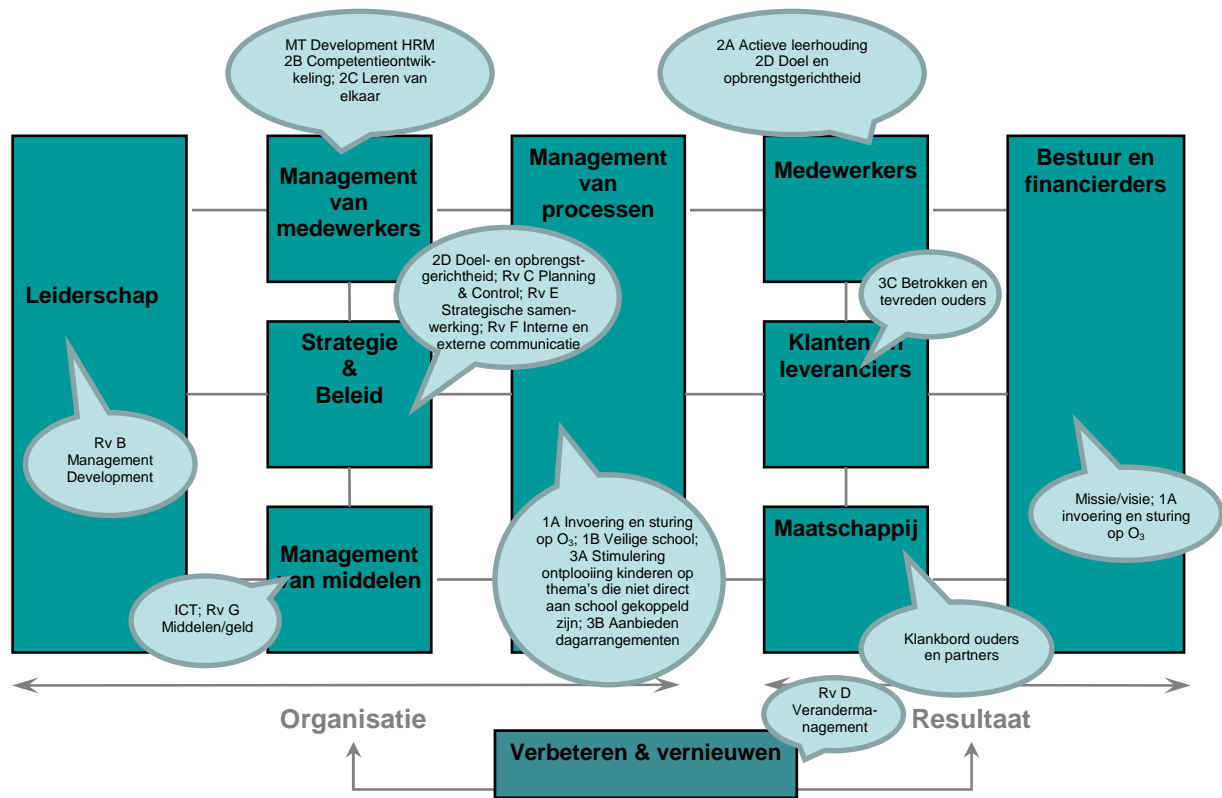 MT Development HRM
2B Competentieontwik-
keling; 2C Leren van
elkaar
2A Actieve leerhouding
2D Doel en
opbrengstgerichtheid
Leiderschap
Rv B
Management
Development
Management
van
medewerkers
Strategie
&
Beleid
2D Doel- en opbrengst-
gerichtheid; Rv C Planning
& Control; Rv E
Strategische samen-
werking; Rv F Interne en
externe communicatie
Management
van middelen
ICT; Rv G
Middelen/geld
Management
van
processen
1A Invoering en sturing
op O₃; 1B Veilige school;
3A Stimulering
ontplooiing kinderen op
thema's die niet direct
aan school gekoppeld
zijn; 3B Aanbieden
dagarrangementen
Medewerkers
3C Betrokken en
tevreden ouders
Klanten en
leveranciers
Maatschappij
Klankbord ouders
en partners
Bestuur en
financierders
Missie/visie; 1A
invoering en sturing
op O₃
Organisatie
Rv D
Veranderma-
nagement
Resultaat
Verbeteren & vernieuwen